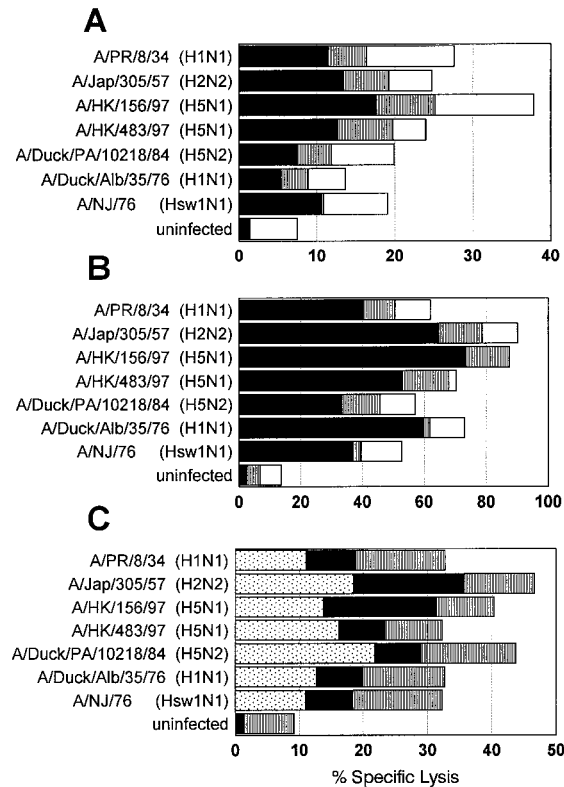 A
A/PR/8/34 (H1N1)
A/Jap/305/57 (H2N2)
A/HK/156/97 (H5N1)
A/HK/483/97 (H5N1)
A/Duck/PA/10218/84 (H5N2)
A/Duck/Alb/35/76 (H1N1)
A/NJ/76 (Hsw1N1)
uninfected
0 10 20 30 40
B
A/PR/8/34 (H1N1)
A/Jap/305/57 (H2N2)
A/HK/156/97 (H5N1)
A/HK/483/97 (H5N1)
A/Duck/PA/10218/84 (H5N2)
A/Duck/Alb/35/76 (H1N1)
A/NJ/76 (Hsw1N1)
uninfected
0 20 40 60 80 100
C
A/PR/8/34 (H1N1)
A/Jap/305/57 (H2N2)
A/HK/156/97 (H5N1)
A/HK/483/97 (H5N1)
A/Duck/PA/10218/84 (H5N2)
A/Duck/Alb/35/76 (H1N1)
A/NJ/76 (Hsw1N1)
uninfected
0 10 20 30 40 50
% Specific Lysis